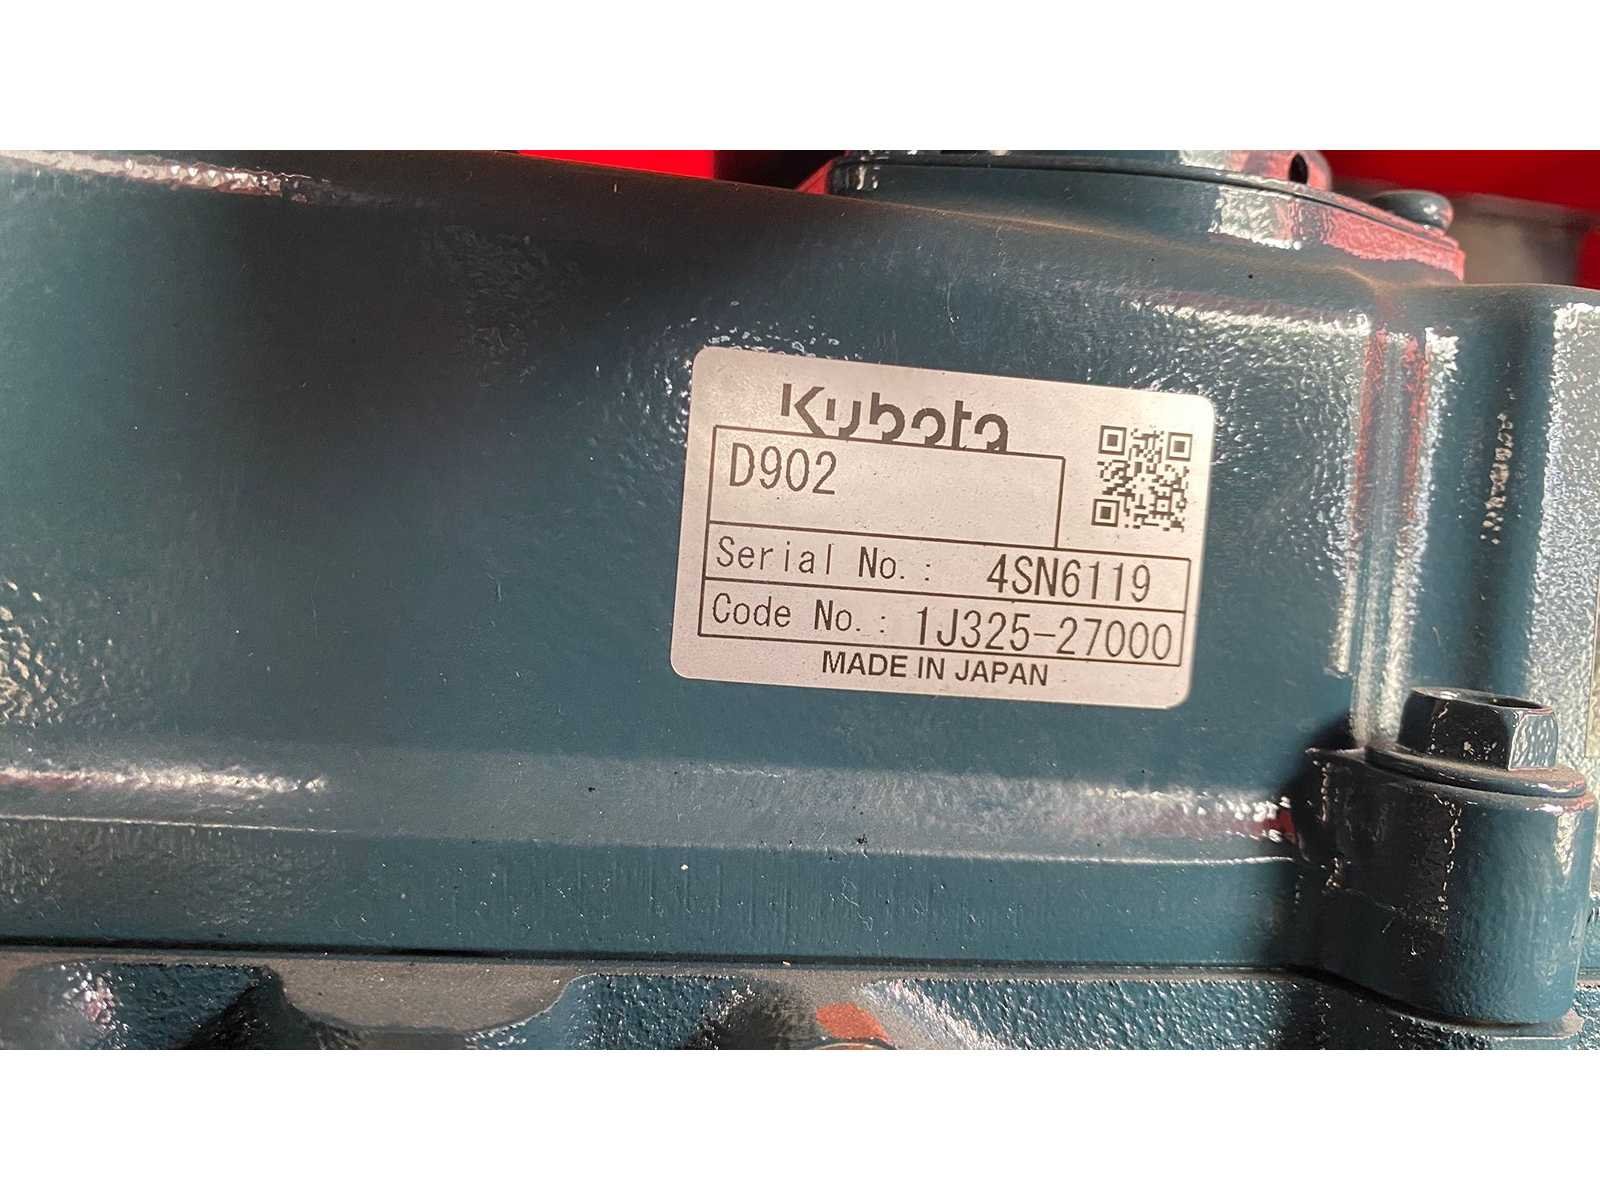 Kubota
D902
Serial No.: 4SN6119
Code No.: 1J325-27000
MADE IN JAPAN